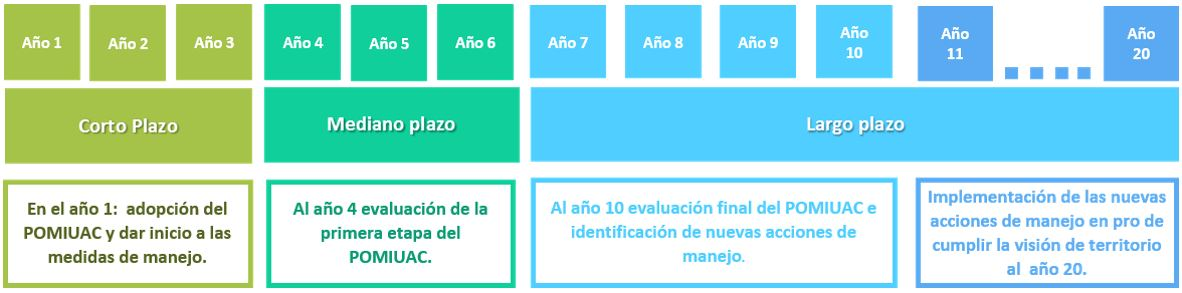 Año 1
Año 2
Año 3
Año 4
Año 5
Año 6
Año 7
Año 8
Año 9
Año
10
Año
11
Año
20
Corto Plazo
Mediano plazo
Largo plazo
En el año 1:  adopción del
POMIUAC y dar inicio a las
medidas de manejo.
Al año 4 evaluación de la
primera etapa del
POMIUAC.
Al año 10 evaluación final del POMIUAC e
identificación de nuevas acciones de
manejo.
Implementación de las nuevas
acciones de manejo en pro de
cumplir la visión de territorio
al  año 20.